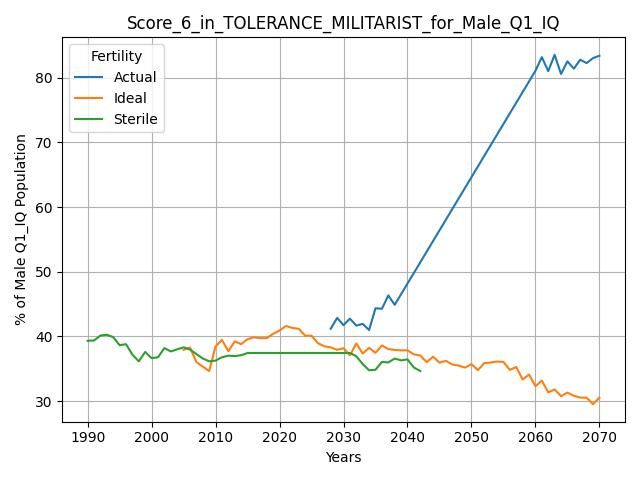 Score_6_in_TOLERANCE_MILITARIST_for_Male_Q1_IQ
Fertility
Actual
Ideal
Sterile
% of Male Q1_IQ Population
80
70
60
50
40
30
1990 2000 2010 2020 2030 2040 2050 2060 2070
Years